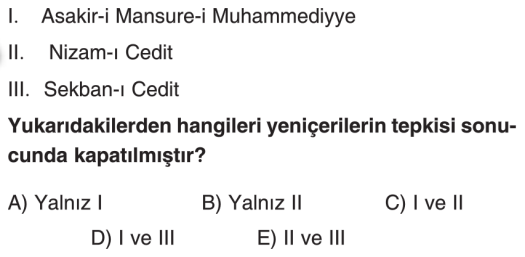 I. Asakir-i Mansure-i Muhammediyye
II. Nizam-ı Cedit
III. Sekban-ı Cedit
Yukarıdakilerden hangileri yeniçerilerin tepkisi sonu-
cunda kapatılmıştır?
A) Yalnız I B) Yalnız II C) I ve II
D) I ve III E) II ve III